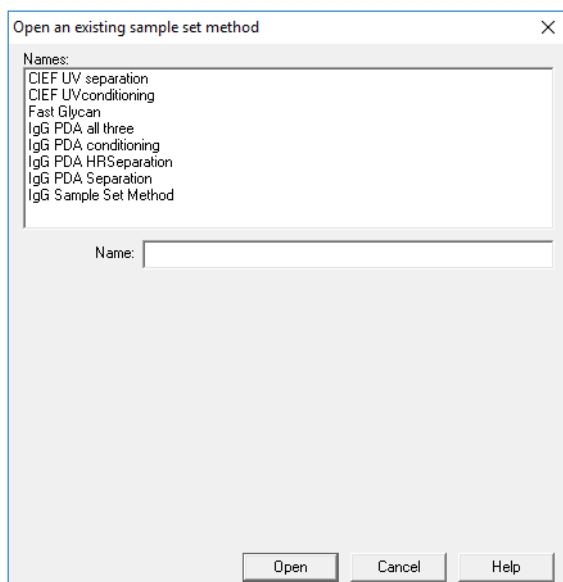 Open an existing sample set method
Names:
CIEF UV separation
CIEF UVconditioning
Fast Glycan
IgG PDA all three
IgG PDA conditioning
IgG PDA HRSeparation
IgG PDA Separation
IgG Sample Set Method
Name:
Open Cancel Help